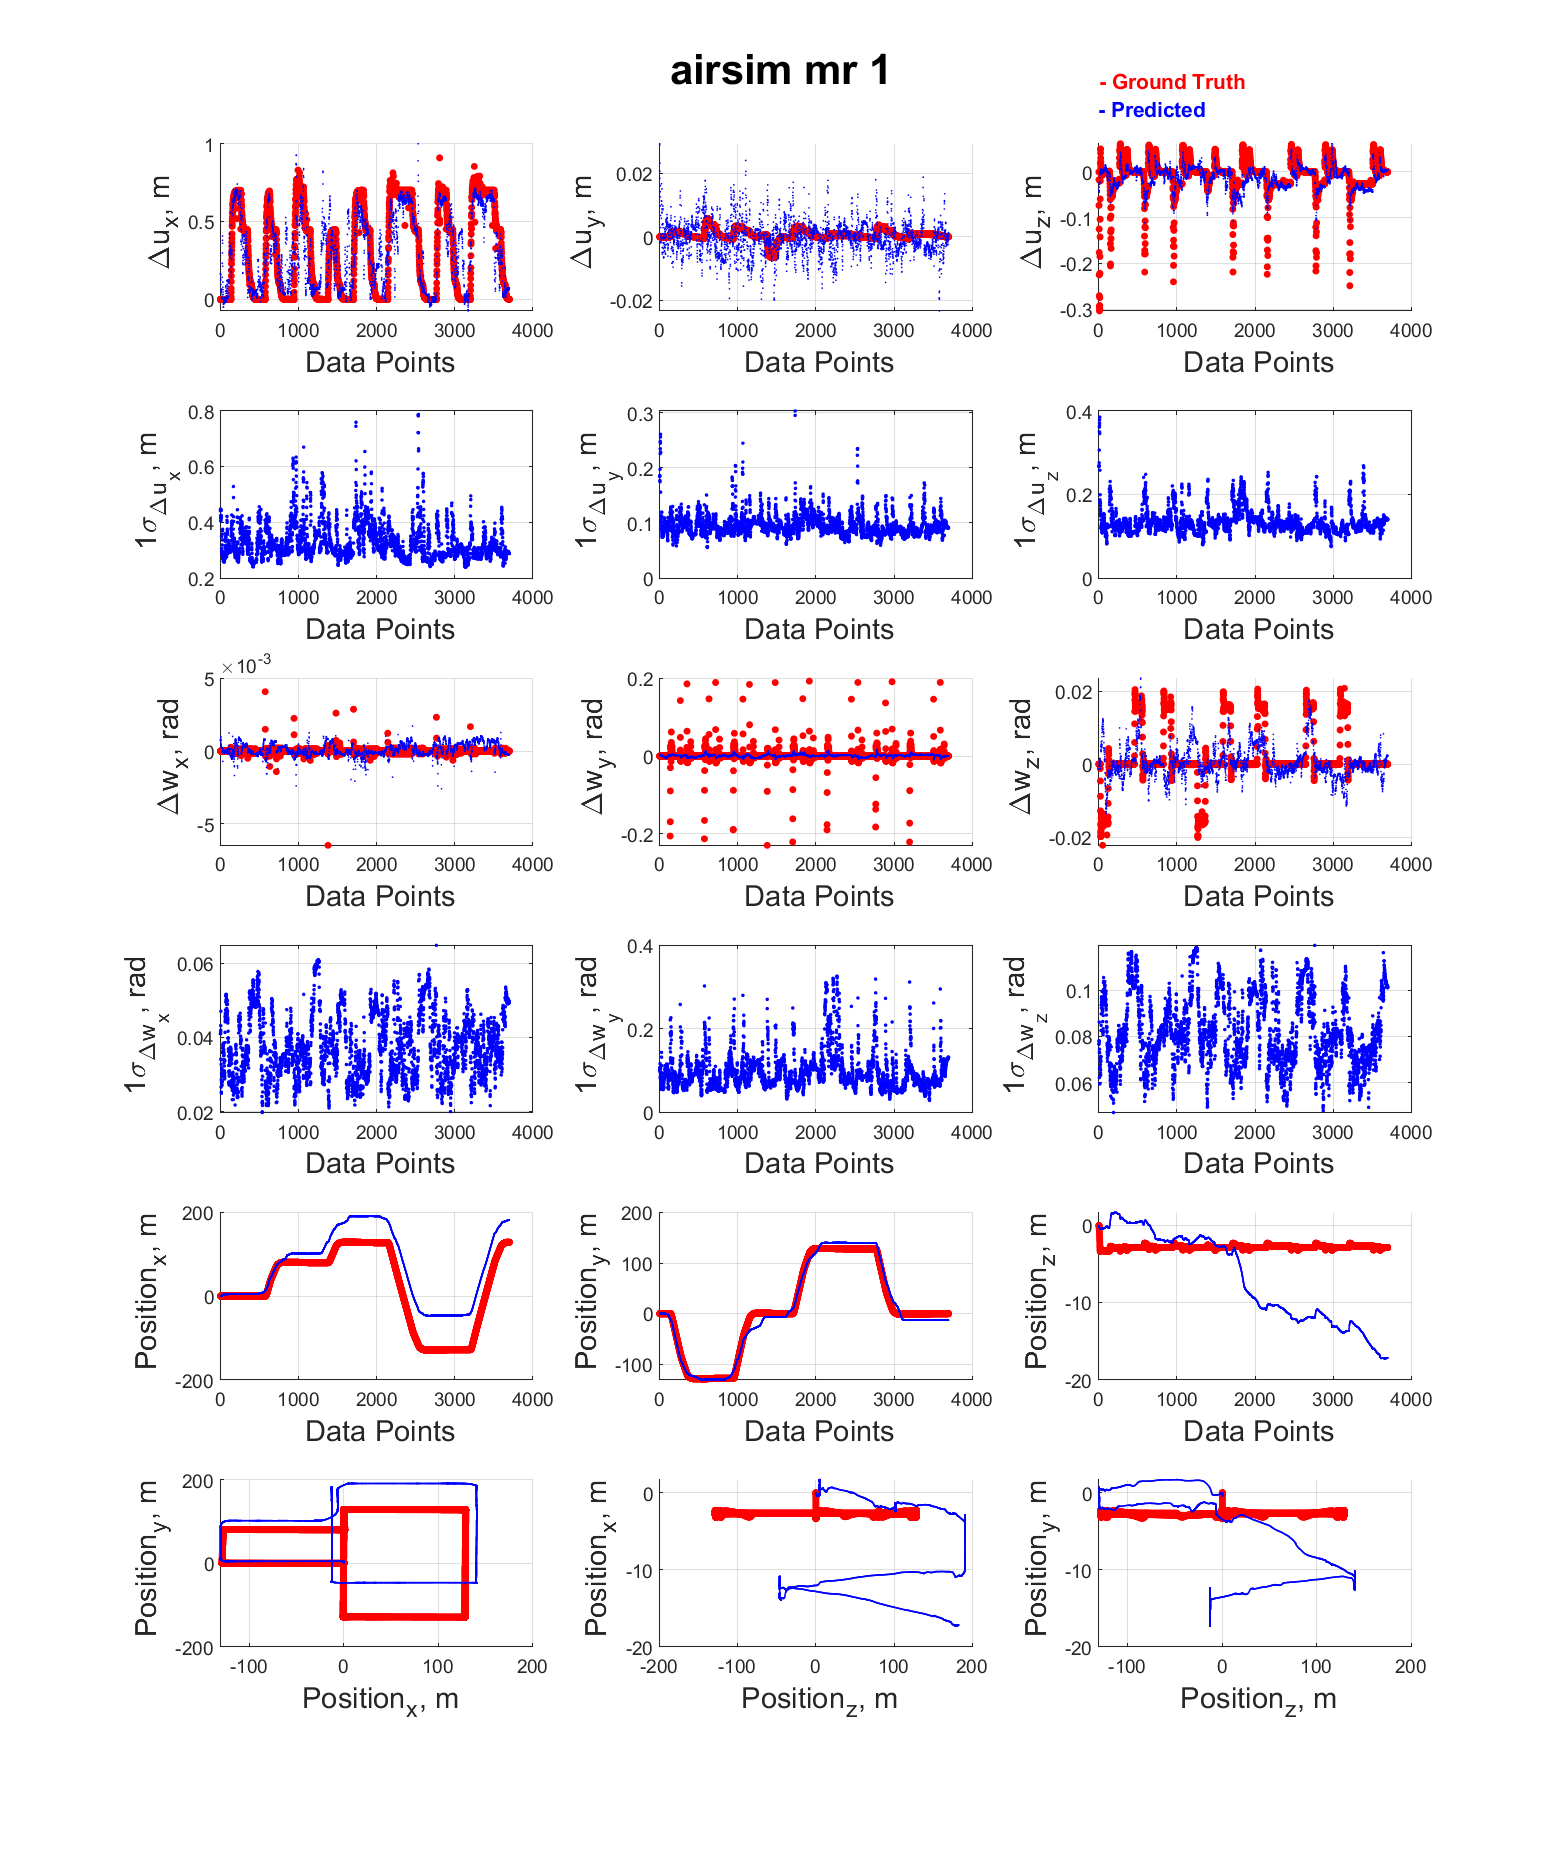 airsim mr 1
- Ground Truth
- Predicted
1
0.5
0
0 1000 2000 3000 4000
Δu_x, m
Data Points
0.02
0
-0.02
0 1000 2000 3000 4000
Δu_y, m
Data Points
0
-0.1
-0.2
-0.3
0 1000 2000 3000 4000
Δu_z, m
Data Points
0.8
0.6
0.4
0.2
0 1000 2000 3000 4000
1σ_Δu_x, m
Data Points
0.3
0.2
0.1
0
0 1000 2000 3000 4000
1σ_Δu_y, m
Data Points
0.4
0.2
0
0 1000 2000 3000 4000
1σ_Δu_z, m
Data Points
×10^-3
5
0
-5
0 1000 2000 3000 4000
Δw_x, rad
Data Points
0.2
0
-0.2
0 1000 2000 3000 4000
Δw_y, rad
Data Points
0.02
0
-0.02
0 1000 2000 3000 4000
Δw_z, rad
Data Points
0.06
0.04
0.02
0 1000 2000 3000 4000
1σ_Δw_x, rad
Data Points
0.4
0.2
0
0 1000 2000 3000 4000
1σ_Δw_y, rad
Data Points
0.1
0.08
0.06
0 1000 2000 3000 4000
1σ_Δw_z, rad
Data Points
200
0
-200
0 1000 2000 3000 4000
Position_x, m
Data Points
200
100
0
-100
0 1000 2000 3000 4000
Position_y, m
Data Points
0
-10
-20
0 1000 2000 3000 4000
Position_z, m
Data Points
200
0
-200
-100 0 100 200
Position_y, m
Position_x, m
0
-10
-20
-200 -100 0 100 200
Position_x, m
Position_z, m
0
-10
-20
-100 0 100 200
Position_y, m
Position_z, m